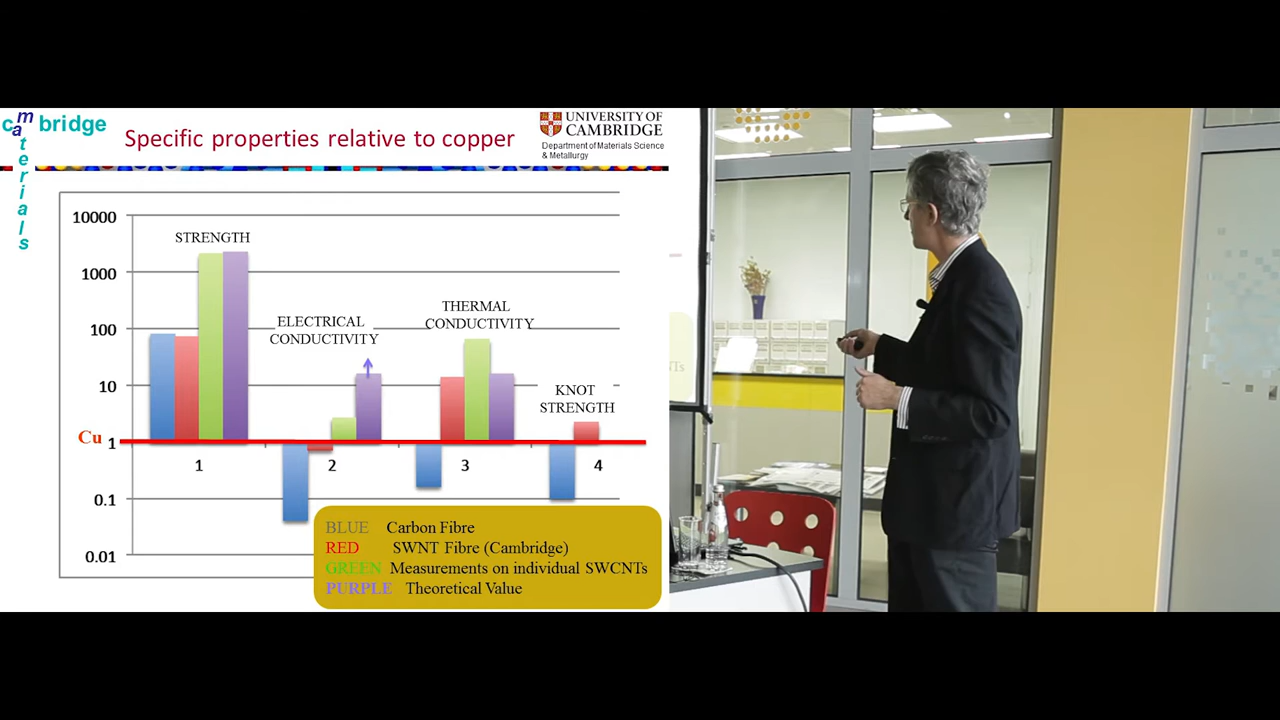 cambridge
materials
Specific properties relative to copper
UNIVERSITY OF
CAMBRIDGE
Department of Materials Science
& Metallurgy
10000
1000
100
10
Cu 1
0.1
0.01
STRENGTH
ELECTRICAL
CONDUCTIVITY
THERMAL
CONDUCTIVITY
KNOT
STRENGTH
1
2
3
4
BLUE Carbon Fibre
RED SWNT Fibre (Cambridge)
GREEN Measurements on individual SWCNTs
PURPLE Theoretical Value